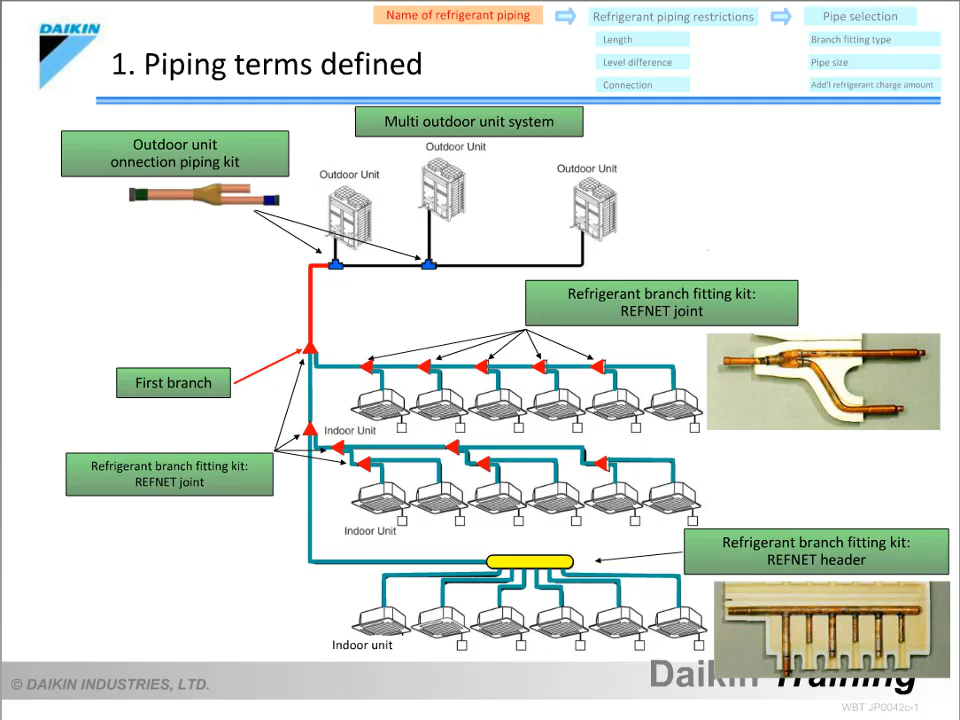 DAIKIN
Name of refrigerant piping
Refrigerant piping restrictions
Pipe selection
Length
Branch fitting type
Level difference
Pipe size
Connection
Add'l refrigerant charge amount
1. Piping terms defined
Multi outdoor unit system
Outdoor unit
onnection piping kit
Outdoor Unit
Outdoor Unit
Outdoor Unit
Refrigerant branch fitting kit:
REFNET joint
First branch
Indoor Unit
Refrigerant branch fitting kit:
REFNET joint
Indoor Unit
Refrigerant branch fitting kit:
REFNET header
Indoor unit
© DAIKIN INDUSTRIES, LTD.
Daikin Training
WBT JP0042c-1